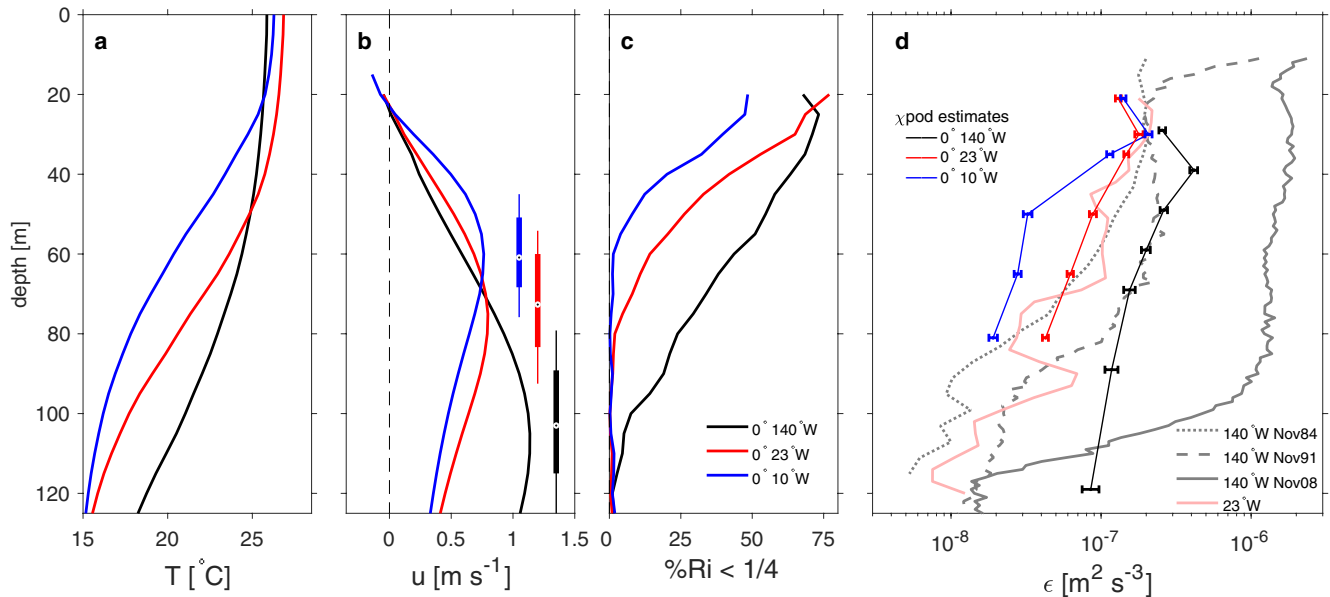 a
b
c
d
0
20
40
60
80
100
120
depth [m]
15
20
25
T [°C]
0
0.5
1
1.5
u [m s⁻¹]
0° 140°W
0° 23°W
0° 10°W
0
25
50
75
%Ri < 1/4
χpod estimates
0° 140°W
0° 23°W
0° 10°W
140°W Nov84
140°W Nov91
140°W Nov08
23°W
10⁻⁸
10⁻⁷
10⁻⁶
ϵ [m² s⁻³]